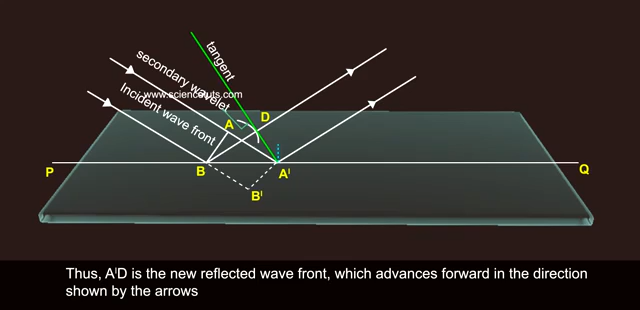 tangent
secondary wavelet
www.sciencetuts.com
Incident wave front
A
D
P
B
A'
Q
B'
Thus, A'D is the new reflected wave front, which advances forward in the direction
shown by the arrows